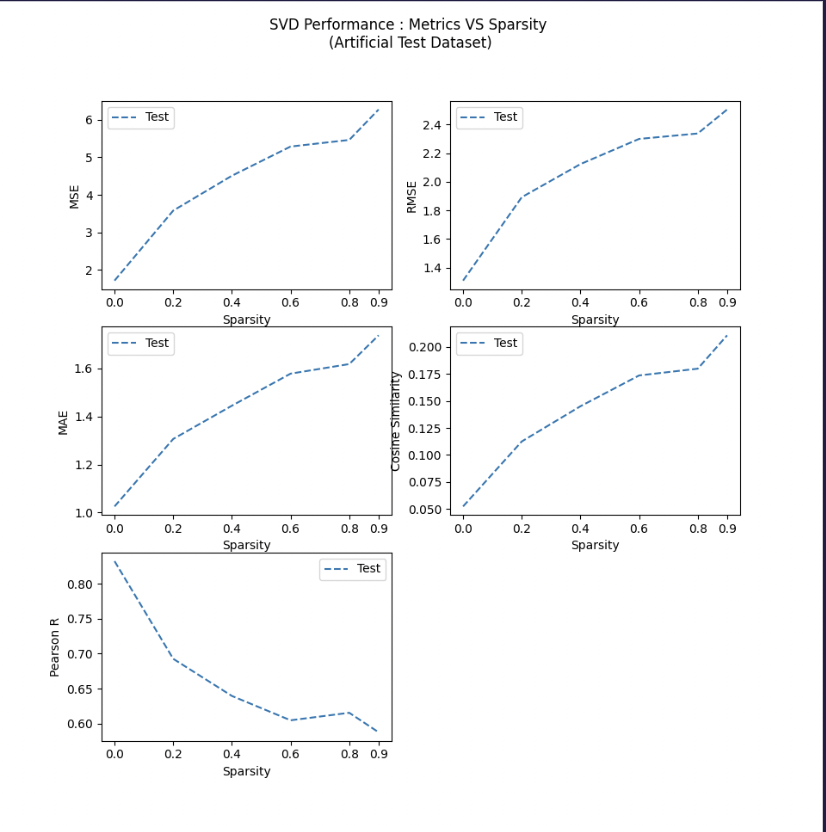 SVD Performance : Metrics VS Sparsity
(Artificial Test Dataset)
Test
MSE
6
5
4
3
2
0.0 0.2 0.4 0.6 0.8 0.9
Sparsity
Test
RMSE
2.4
2.2
2.0
1.8
1.6
1.4
0.0 0.2 0.4 0.6 0.8 0.9
Sparsity
Test
MAE
1.6
1.4
1.2
1.0
0.0 0.2 0.4 0.6 0.8 0.9
Sparsity
Test
Cosine Similarity
0.200
0.175
0.150
0.125
0.100
0.075
0.050
0.0 0.2 0.4 0.6 0.8 0.9
Sparsity
Test
Pearson R
0.80
0.75
0.70
0.65
0.60
0.0 0.2 0.4 0.6 0.8 0.9
Sparsity